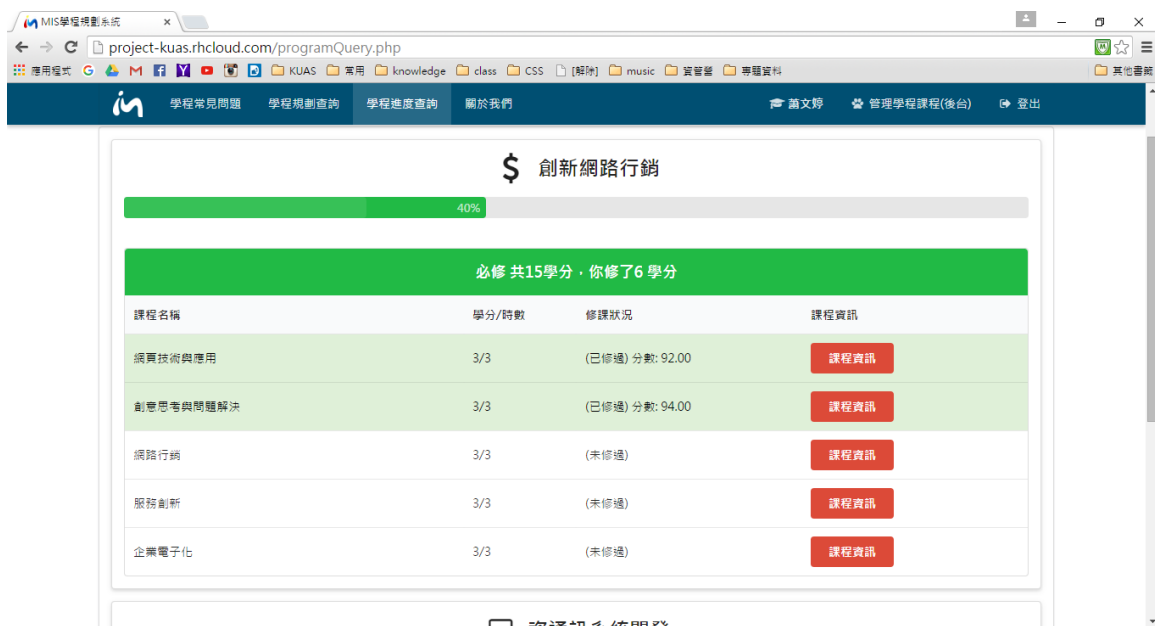 MIS學程規劃系統
project-kuas.rhcloud.com/programQuery.php
應用程式 KUAS 常用 knowledge class CSS [解除] music 資管營 專題資料 其他書籤
學程常見問題 學程規劃查詢 學程進度查詢 關於我們 蕭文婷 管理學程課程(後台) 登出
創新網路行銷
40%
必修 共15學分，你修了6 學分
課程名稱 學分/時數 修課狀況 課程資訊
網頁技術與應用 3/3 (已修過) 分數: 92.00 課程資訊
創意思考與問題解決 3/3 (已修過) 分數: 94.00 課程資訊
網路行銷 3/3 (未修過) 課程資訊
服務創新 3/3 (未修過) 課程資訊
企業電子化 3/3 (未修過) 課程資訊
資通訊系統開發